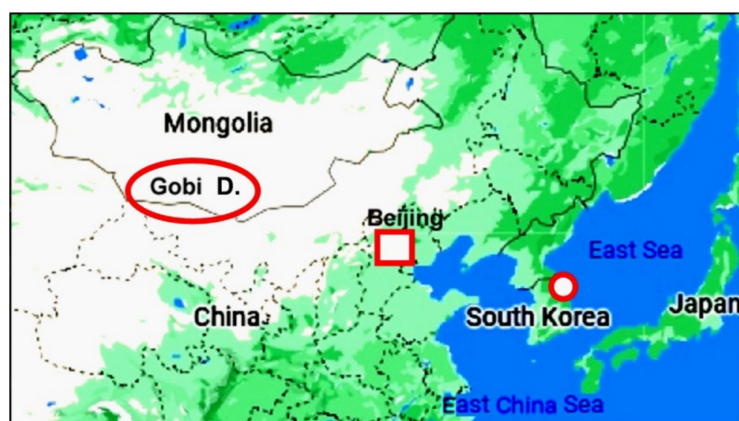 Mongolia
Gobi D.
Beijing
East Sea
China
South Korea
Japan
East China Sea